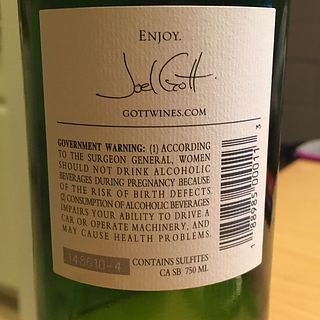 ENJOY.
Joel Gott
GOTTWINES.COM
GOVERNMENT WARNING: (1) ACCORDING
TO THE SURGEON GENERAL, WOMEN
SHOULD NOT DRINK ALCOHOLIC
BEVERAGES DURING PREGNANCY BECAUSE
OF THE RISK OF BIRTH DEFECTS.
(2) CONSUMPTION OF ALCOHOLIC BEVERAGES
IMPAIRS YOUR ABILITY TO DRIVE A
CAR OR OPERATE MACHINERY, AND
MAY CAUSE HEALTH PROBLEMS.
148610-4
CONTAINS SULFITES
CA SB 750 ML